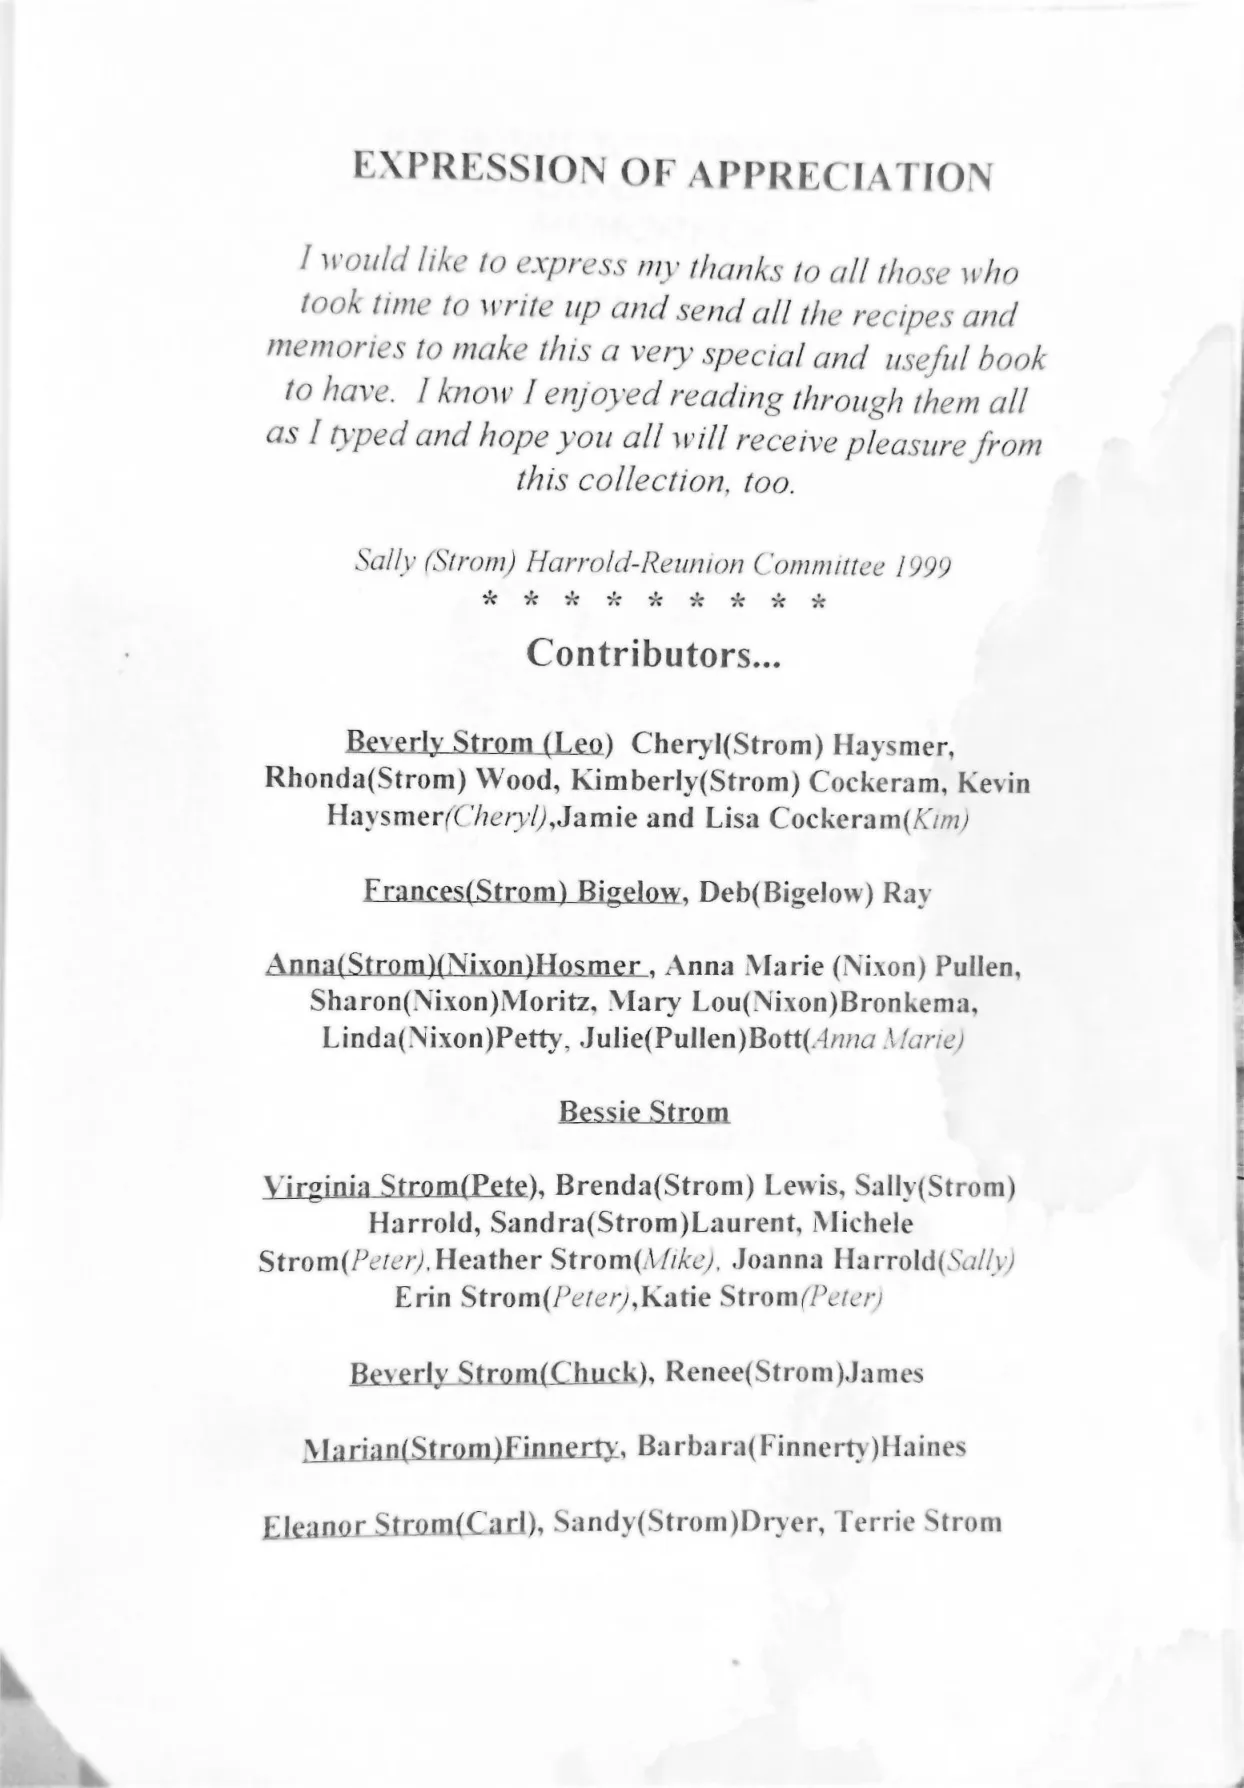 EXPRESSION OF APPRECIATION
I would like to express my thanks to all those who
took time to write up and send all the recipes and
memories to make this a very special and useful book
to have. I know I enjoyed reading through them all
as I typed and hope you all will receive pleasure from
this collection, too.
Sally (Strom) Harrold-Reunion Committee 1999
* * * * * * * * *
Contributors...
Beverly Strom (Leo) Cheryl(Strom) Haysmer,
Rhonda(Strom) Wood, Kimberly(Strom) Cockeram, Kevin
Haysmer(Cheryl),Jamie and Lisa Cockeram(Kim)
Frances(Strom) Bigelow, Deb(Bigelow) Ray
Anna(Strom)(Nixon)Hosmer , Anna Marie (Nixon) Pullen,
Sharon(Nixon)Moritz, Mary Lou(Nixon)Bronkema,
Linda(Nixon)Petty, Julie(Pullen)Bott(Anna Marie)
Bessie Strom
Virginia Strom(Pete), Brenda(Strom) Lewis, Sally(Strom)
Harrold, Sandra(Strom)Laurent, Michele
Strom(Peter),Heather Strom(Mike), Joanna Harrold(Sally)
Erin Strom(Peter),Katie Strom(Peter)
Beverly Strom(Chuck), Renee(Strom)James
Marian(Strom)Finnerty, Barbara(Finnerty)Haines
Eleanor Strom(Carl), Sandy(Strom)Dryer, Terrie Strom